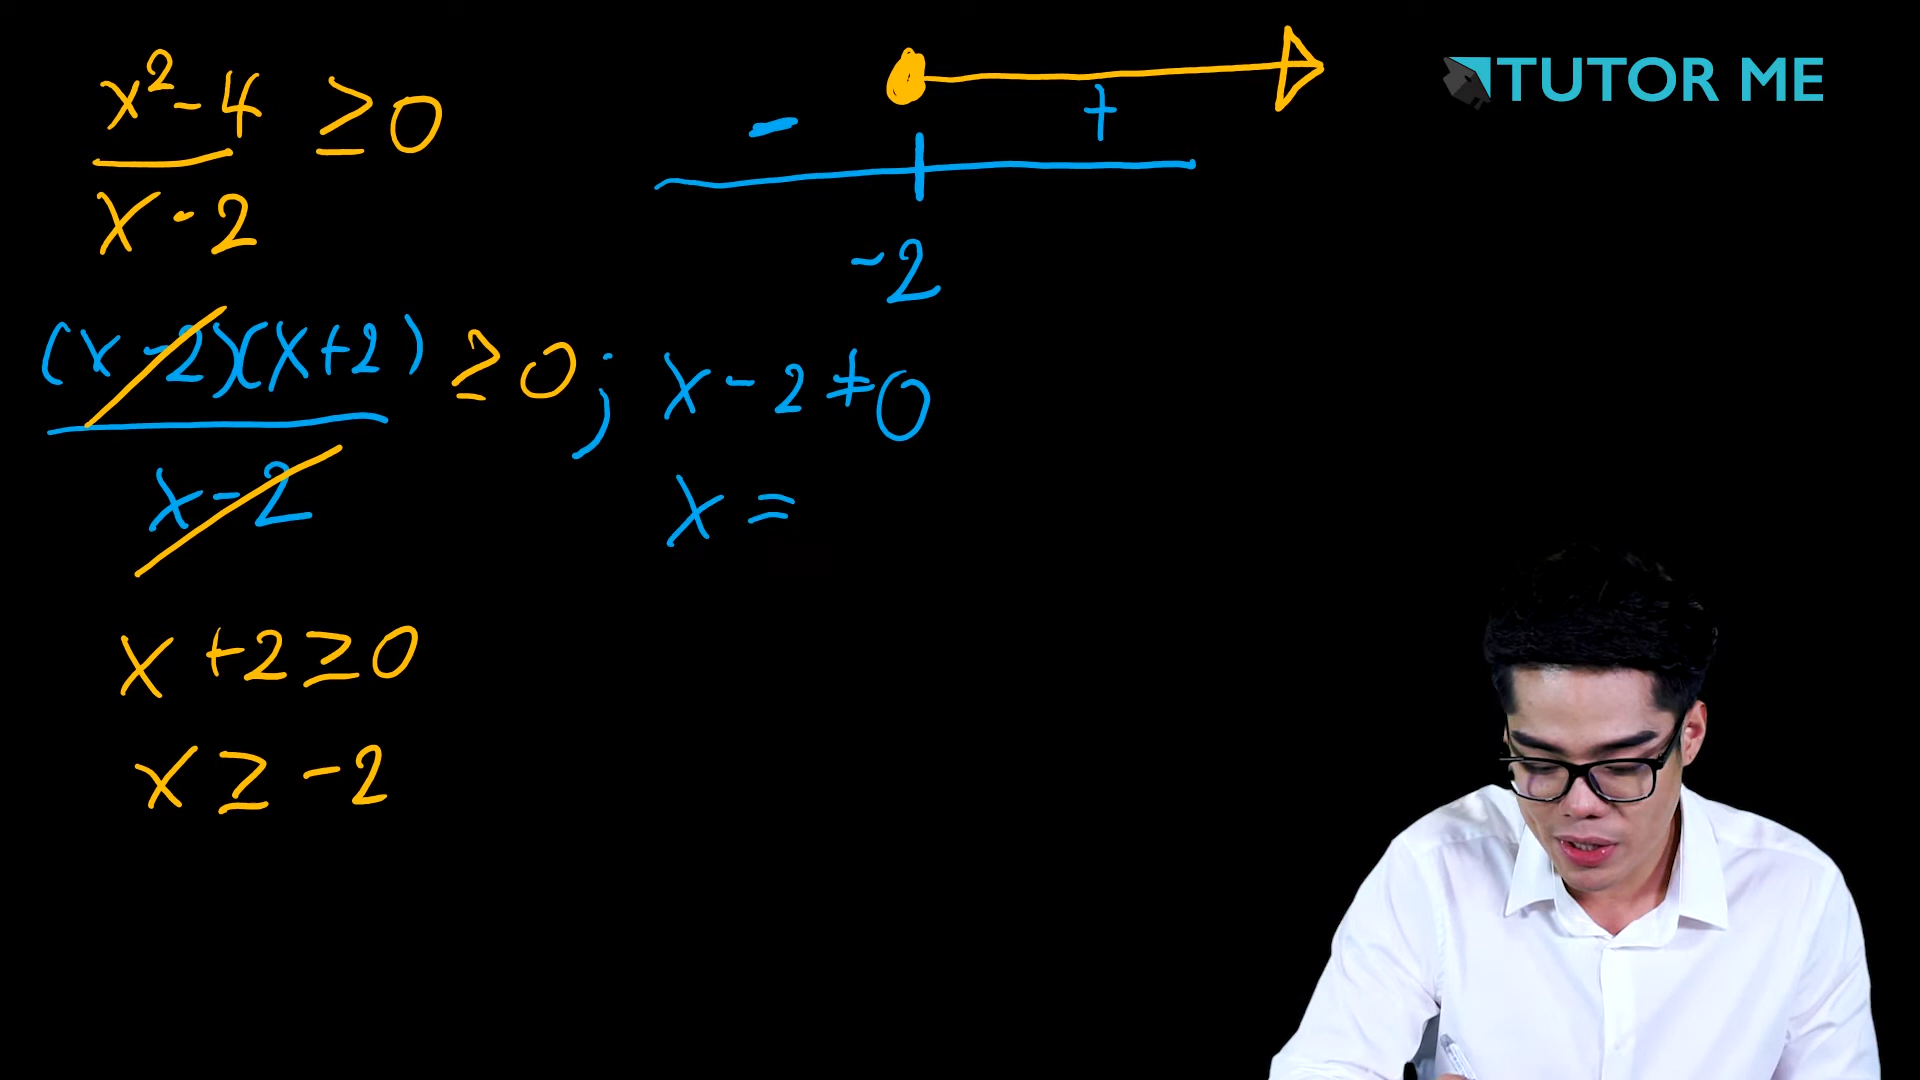 x²-4 ≥ 0
x-2
- +
-2
TUTOR ME
(x-2)(x+2) ≥ 0; x-2≠0
x-2
x =
x+2≥0
x ≥ -2